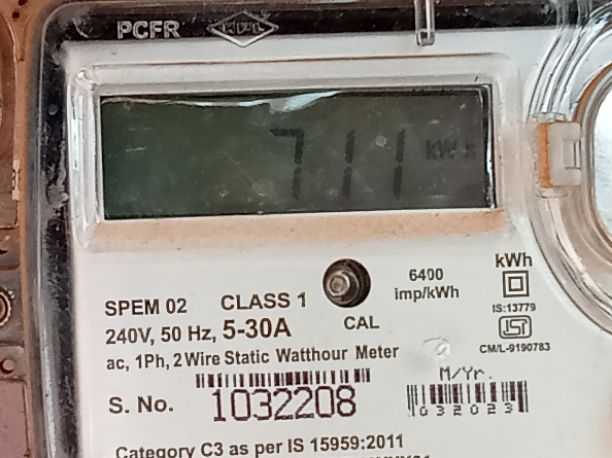 PCFR HPL
711 kWh
kWh
6400
imp/kWh
IS:13779
SPEM 02 CLASS 1
240V, 50 Hz, 5-30A
CAL
CM/L-9190783
ac, 1Ph, 2 Wire Static Watthour Meter
M/Yr.
S. No. 1032208
032023
Category C3 as per IS 15959:2011